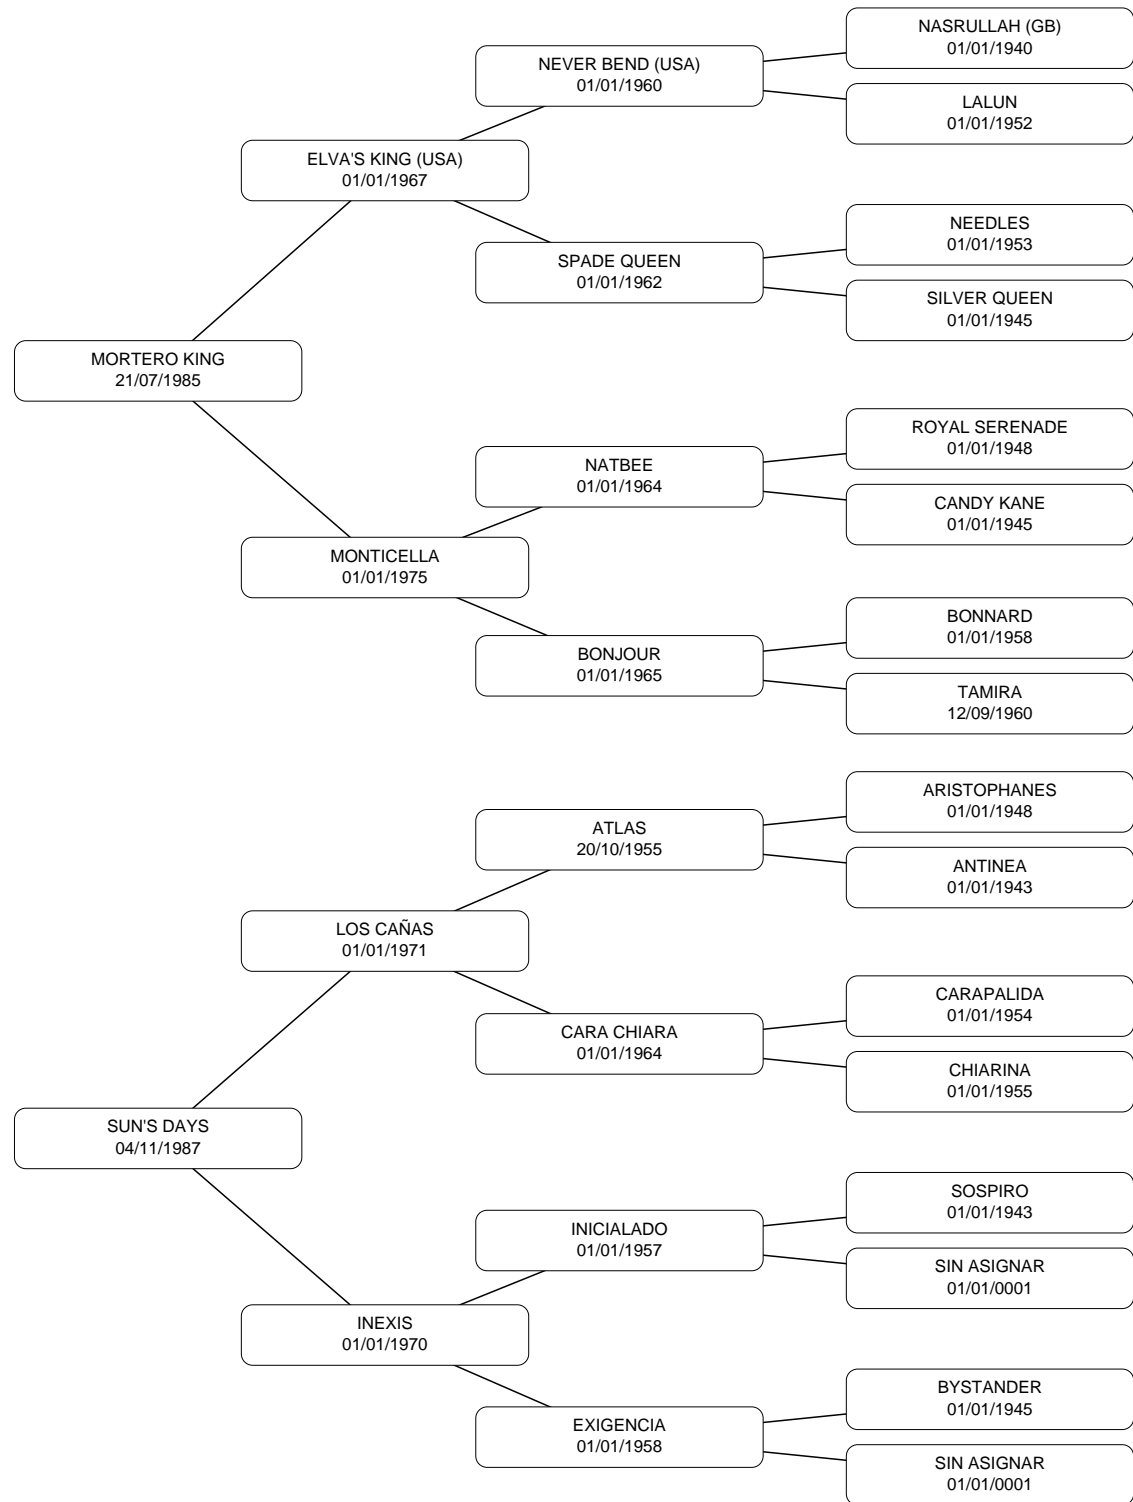 NASRULLAH (GB)
01/01/1940
NEVER BEND (USA)
01/01/1960
LALUN
01/01/1952
ELVA'S KING (USA)
01/01/1967
NEEDLES
01/01/1953
SPADE QUEEN
01/01/1962
SILVER QUEEN
01/01/1945
MORTERO KING
21/07/1985
ROYAL SERENADE
01/01/1948
NATBEE
01/01/1964
CANDY KANE
01/01/1945
MONTICELLA
01/01/1975
BONNARD
01/01/1958
BONJOUR
01/01/1965
TAMIRA
12/09/1960
ARISTOPHANES
01/01/1948
ATLAS
20/10/1955
ANTINEA
01/01/1943
LOS CAÑAS
01/01/1971
CARAPALIDA
01/01/1954
CARA CHIARA
01/01/1964
CHIARINA
01/01/1955
SUN'S DAYS
04/11/1987
SOSPIRO
01/01/1943
INICIALADO
01/01/1957
SIN ASIGNAR
01/01/0001
INEXIS
01/01/1970
BYSTANDER
01/01/1945
EXIGENCIA
01/01/1958
SIN ASIGNAR
01/01/0001